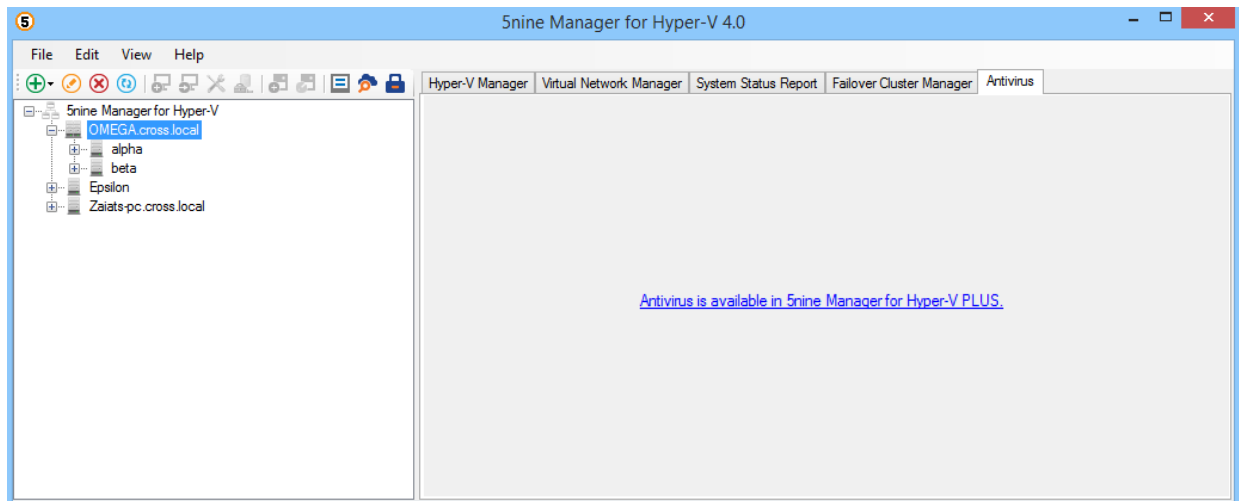 5
5nine Manager for Hyper-V 4.0
File Edit View Help
Hyper-V Manager Virtual Network Manager System Status Report Failover Cluster Manager Antivirus
5nine Manager for Hyper-V
OMEGA.cross.local
alpha
beta
Epsilon
Zaiats-pc.cross.local
Antivirus is available in 5nine Manager for Hyper-V PLUS.